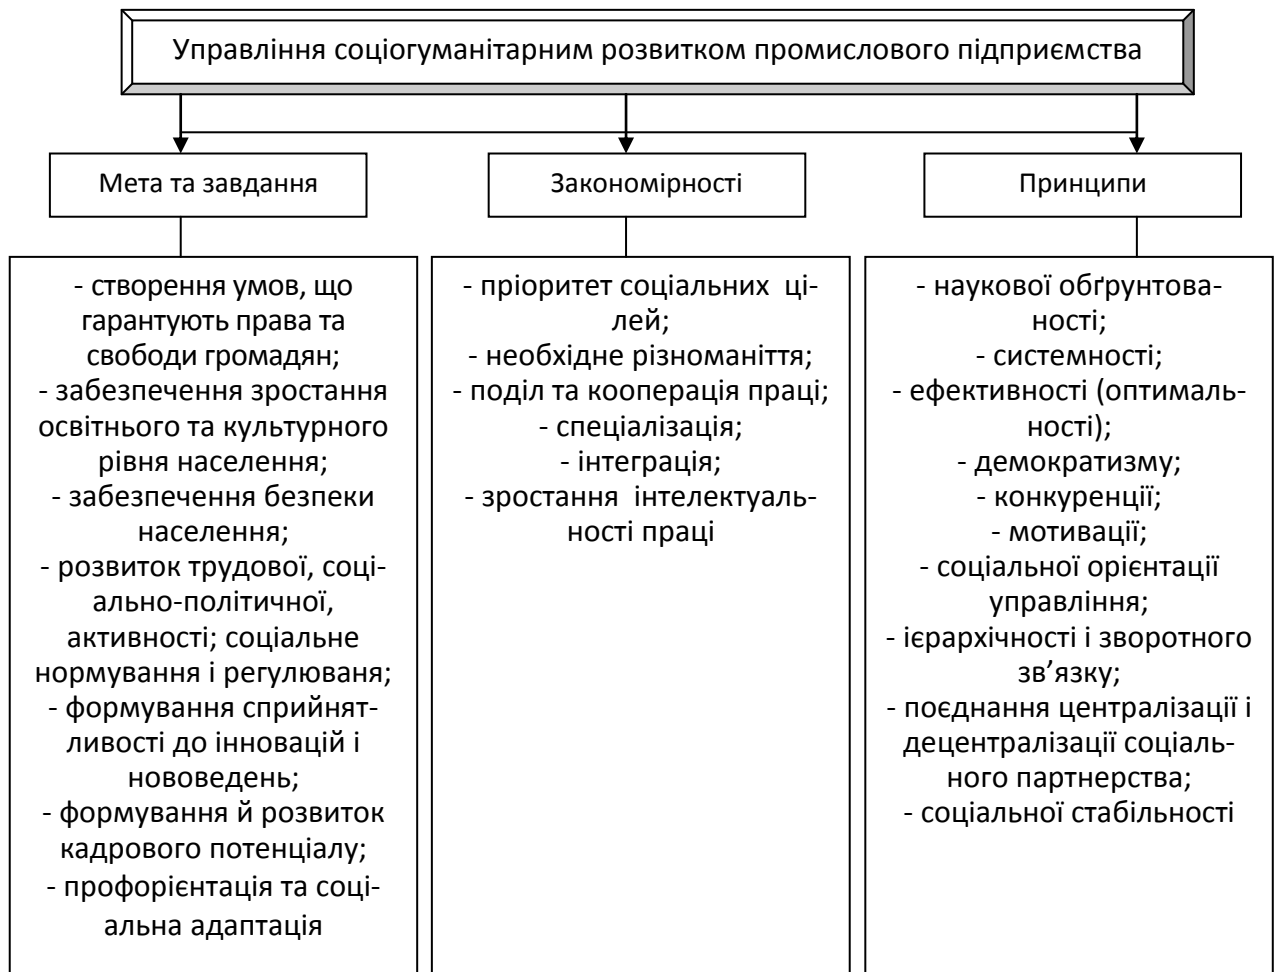 Управління соціогуманітарним розвитком промислового підприємства
Мета та завдання
Закономірності
Принципи
- створення умов, що
гарантують права та
свободи громадян;
- забезпечення зростання
освітнього та культурного
рівня населення;
- забезпечення безпеки
населення;
- розвиток трудової, соці-
ально-політичної,
активності; соціальне
нормування і регулюваня;
- формування сприйнят-
ливості до інновацій і
нововедень;
- формування й розвиток
кадрового потенціалу;
- профорієнтація та соці-
альна адаптація
- пріоритет соціальних  ці-
лей;
- необхідне різноманіття;
- поділ та кооперація праці;
- спеціалізація;
- інтеграція;
- зростання  інтелектуаль-
ності праці
- наукової обґрунтова-
ності;
- системності;
- ефективності (оптималь-
ності);
- демократизму;
- конкуренції;
- мотивації;
- соціальної орієнтації
управління;
- ієрархічності і зворотного
зв’язку;
- поєднання централізації і
децентралізації соціаль-
ного партнерства;
- соціальної стабільності